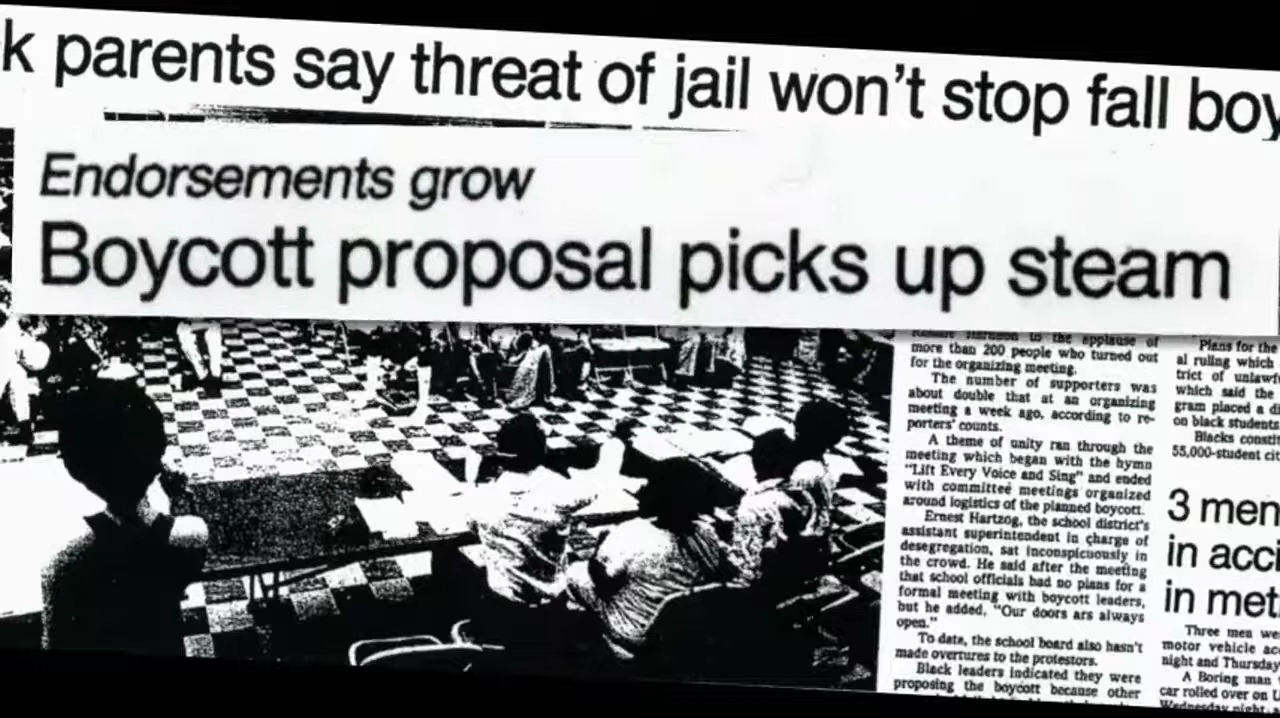 k parents say threat of jail won't stop fall boy
Endorsements grow
Boycott proposal picks up steam
to the applause of
more than 200 people who turned out
for the organizing meeting.
The number of supporters was
about double that at an organizing
meeting a week ago, according to re-
porters' counts.
A theme of unity ran through the
meeting which began with the hymn
"Lift Every Voice and Sing" and ended
with committee meetings organized
around logistics of the planned boycott.
Ernest Hartzog, the school district's
assistant superintendent in charge of
desegregation, sat inconspicuously in
the crowd. He said after the meeting
that school officials had no plans for a
formal meeting with boycott leaders,
but he added, "Our doors ars always
open."
To date, the school board also hasn't
made overtures to the protestors.
Black leaders indicated they were
proposing the boycott because other
Plans for the
al ruling which
trict of unlawf
which said the
gram placed a di
on black students
Blacks consti
55,000-student cit
3 men
in acci
in met
Three men we
motor vehicle acc
night and Thursday
A Boring man
car rolled over on U
Wednesday night